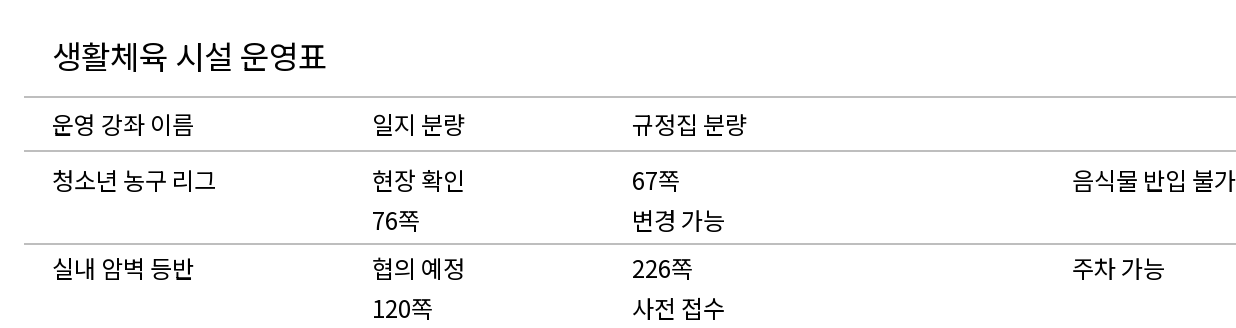 생활체육 시설 운영표
운영 강좌 이름 일지 분량 규정집 분량
청소년 농구 리그 현장 확인 67쪽 음식물 반입 불가
76쪽 변경 가능
실내 암벽 등반 협의 예정 226쪽 주차 가능
120쪽 사전 접수